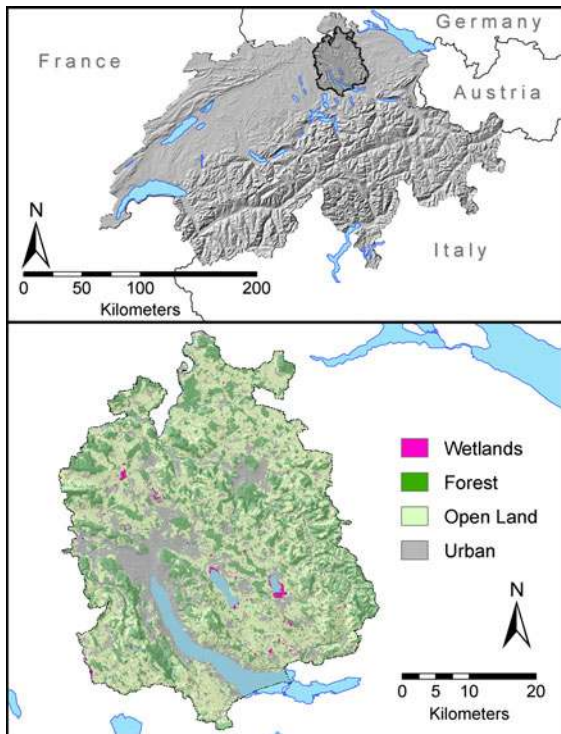 Germany
France
Austria
N
Italy
0 50 100 200
Kilometers
Wetlands
Forest
Open Land
Urban
N
0 5 10 20
Kilometers